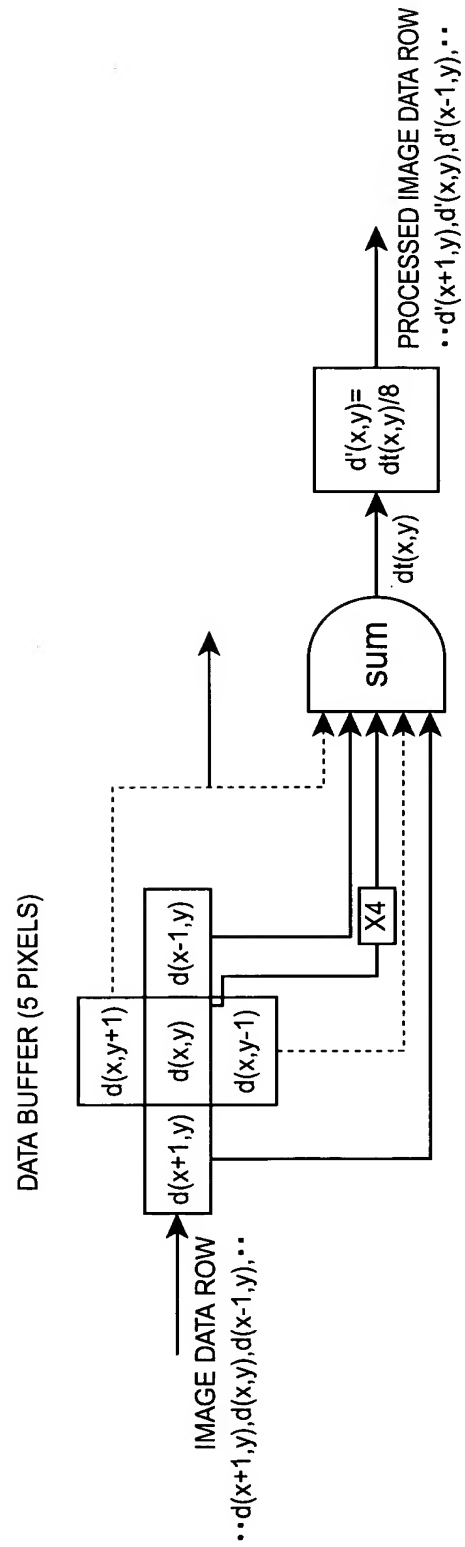 DATA BUFFER (5 PIXELS)
d(x,y+1)
d(x+1,y)
d(x,y)
d(x-1,y)
d(x,y-1)
IMAGE DATA ROW
••d(x+1,y),d(x,y),d(x-1,y),••
X4
sum
dt(x,y)
d'(x,y)=
dt(x,y)/8
PROCESSED IMAGE DATA ROW
••d'(x+1,y),d'(x,y),d'(x-1,y),••